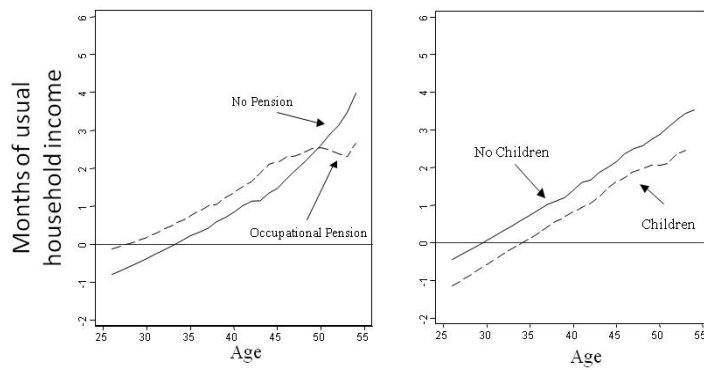 Months of usual
household income
6
5
4
3
2
1
0
-1
-2
No Pension
Occupational Pension
25 30 35 40 45 50 55
Age
6
5
4
3
2
1
0
-1
-2
No Children
Children
25 30 35 40 45 50 55
Age